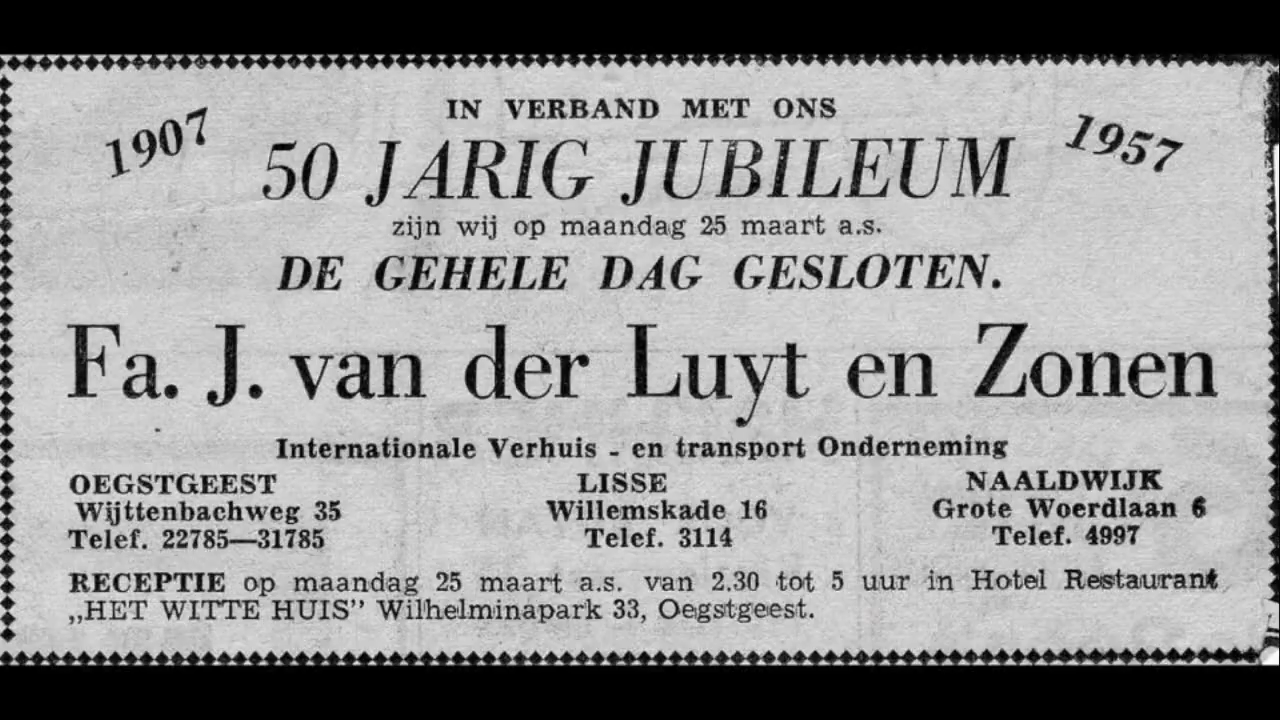 1907
IN VERBAND MET ONS
1957
50 JARIG JUBILEUM
zijn wij op maandag 25 maart a.s.
DE GEHELE DAG GESLOTEN.
Fa. J. van der Luyt en Zonen
Internationale Verhuis - en transport Onderneming
OEGSTGEEST
Wijttenbachweg 35
Telef. 22785—31785
LISSE
Willemskade 16
Telef. 3114
NAALDWIJK
Grote Woerdlaan 6
Telef. 4997
RECEPTIE op maandag 25 maart a.s. van 2.30 tot 5 uur in Hotel Restaurant
„HET WITTE HUIS” Wilhelminapark 33, Oegstgeest.